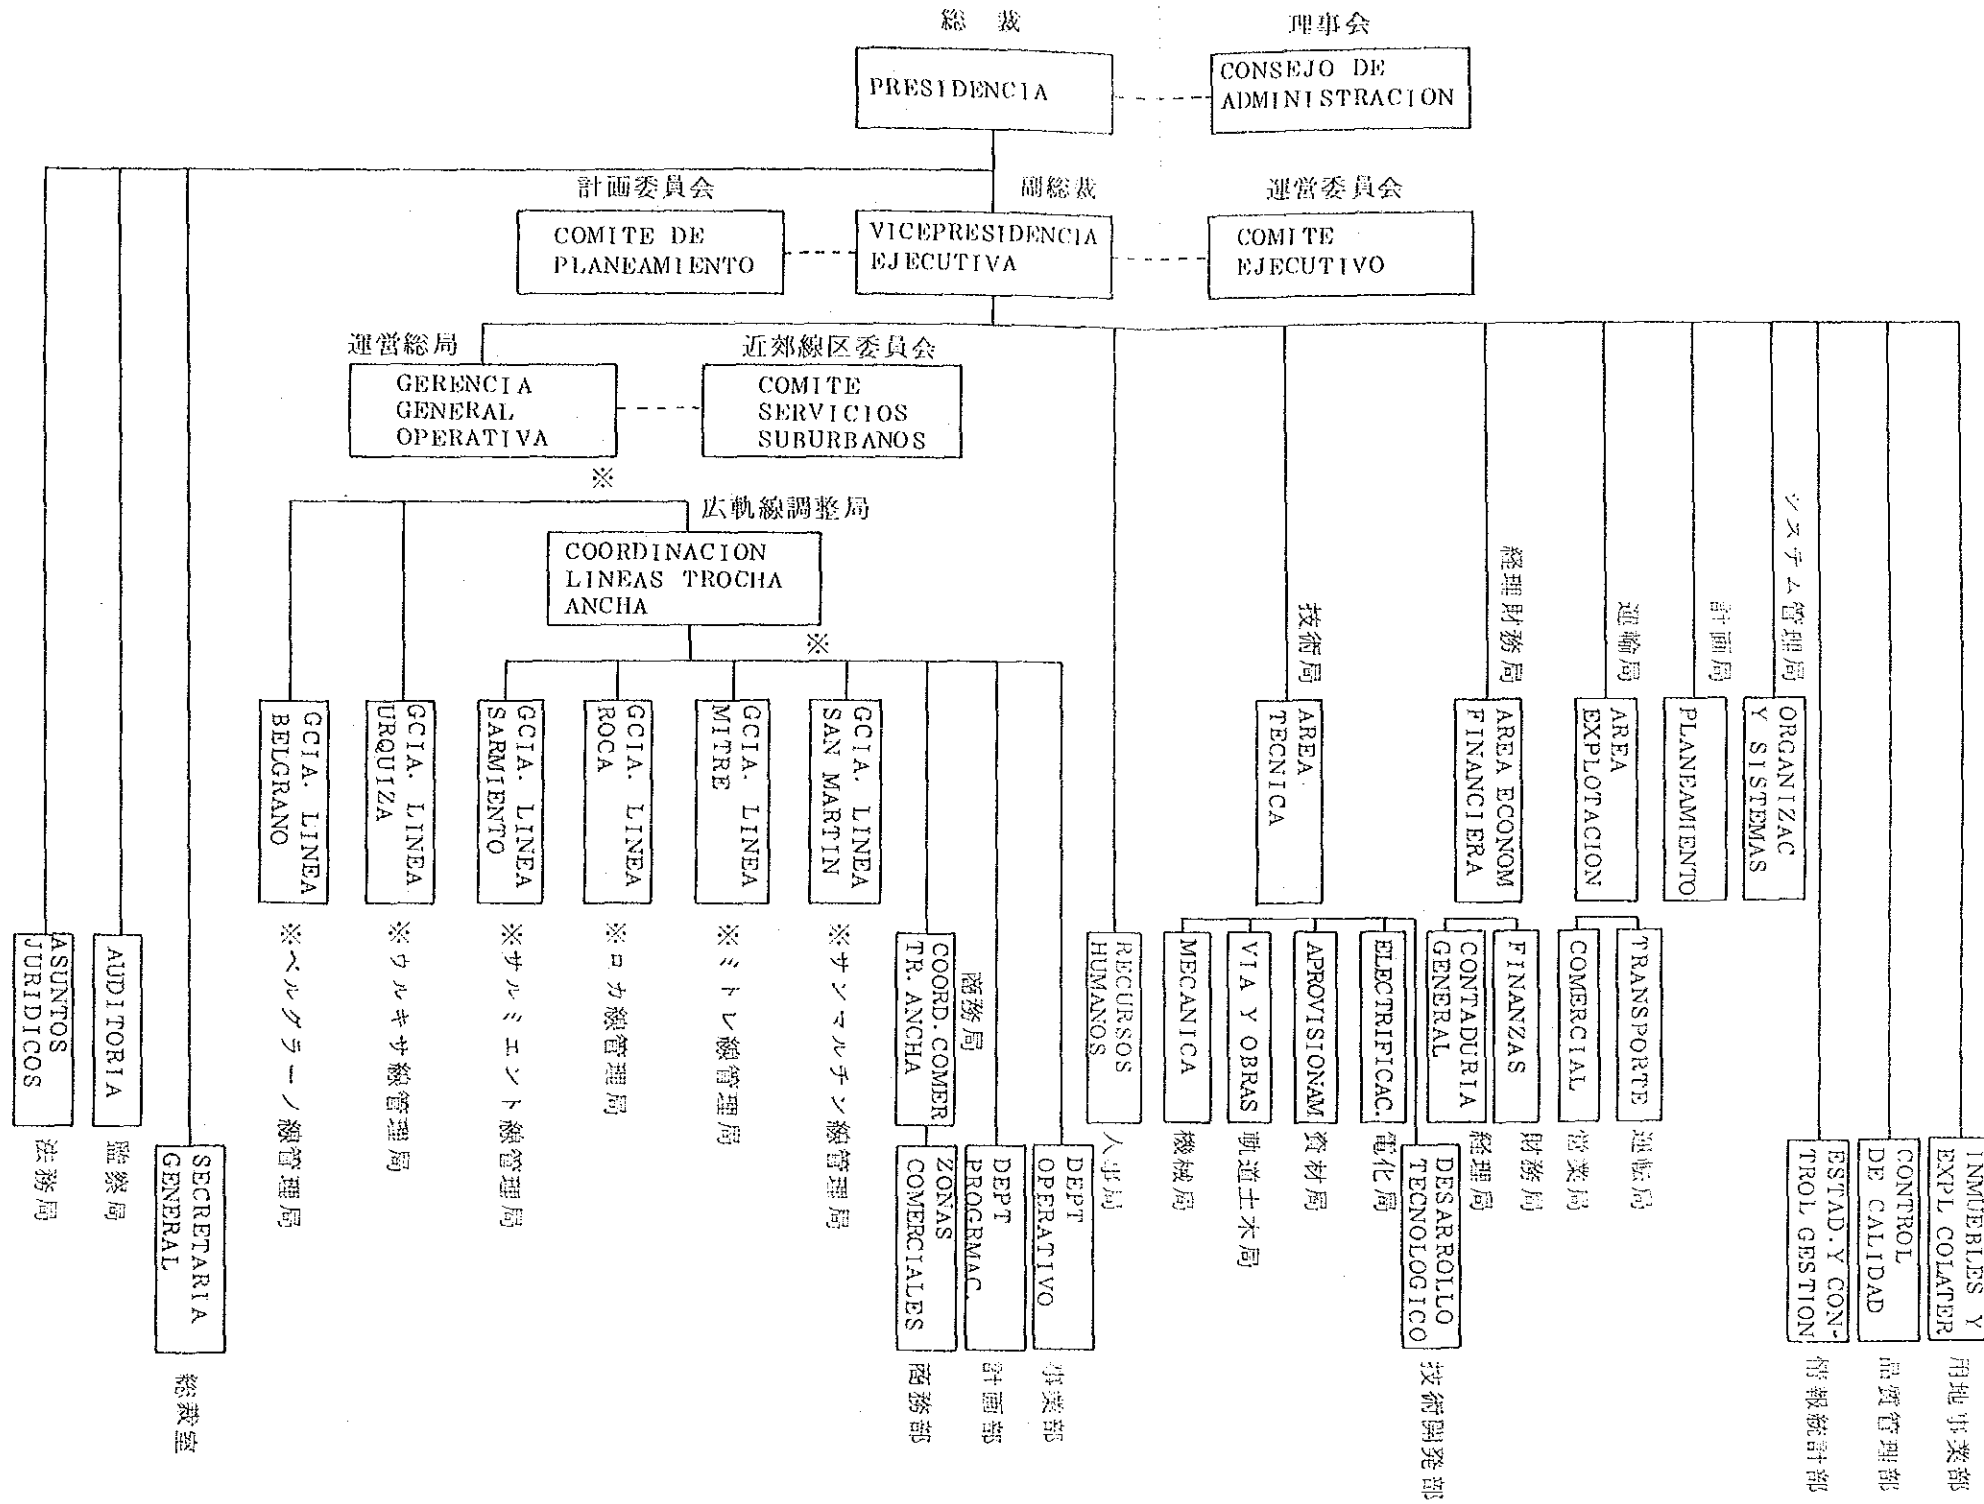 総裁
理事会
PRESIDENCIA
CONSEJO DE
ADMINISTRACION
計画委員会
副総裁
運営委員会
COMITE DE
PLANEAMIENTO
VICEPRESIDENCIA
EJECUTIVA
COMITE
EJECUTIVO
運営総局
近郊線区委員会
GERENCIA
GENERAL
OPERATIVA
COMITE
SERVICIOS
SUBURBANOS
※
広軌線調整局
COORDINACION
LINEAS TROCHA
ANCHA
※
技術局
経理財務局
運輸局
計画局
システム管理局
GCIA. LINEA
BELGRANO
GCIA. LINEA
URQUIZA
GCIA. LINEA
SARMIENTO
GCIA. LINEA
ROCA
GCIA. LINEA
MITRE
GCIA. LINEA
SAN MARTIN
AREA
TECNICA
AREA ECONOM
FINANCIERA
AREA
EXPLOTACION
PLANEAMIENTO
ORGANIZAC
Y SISTEMAS
※ベルグラーノ線管理局
※ウルキサ線管理局
※サルミエント線管理局
※ロカ線管理局
※ミトレ線管理局
※サンマルチン線管理局
ASUNTOS
JURIDICOS
法務局
AUDITORIA
監察局
SECRETARIA
GENERAL
総裁室
COORD.COMER
TR. ANCHA
商務局
ZONAS
COMERCIALES
商務部
DEPT
PROGRMAC.
計画部
DEPT
OPERATIVO
事業部
RECURSOS
HUMANOS
人事局
MECANICA
機械局
VIA Y OBRAS
軌道土木局
APROVISIONAM
資材局
ELECTRIFICAC.
電化局
DESARROLLO
TECNOLOGICO
技術開発部
CONTADURIA
GENERAL
経理局
FINANZAS
財務局
COMERCIAL
営業局
TRANSPORTE
運転局
ESTAD.Y CON-
TROL GESTION
情報統計部
CONTROL
DE CALIDAD
品質管理部
INMUEBLES Y
EXPL COLATER
用地事業部